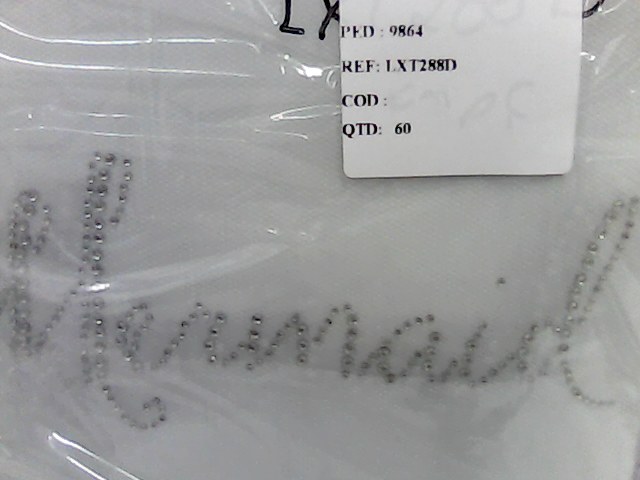 PED : 9864
REF: LXT288D
COD :
QTD: 60
Mermaid